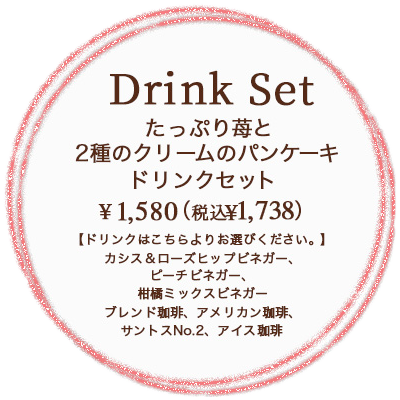 Drink Set
たっぷり苺と
2種のクリームのパンケーキ
ドリンクセット
¥ 1,580(税込¥1,738)
【ドリンクはこちらよりお選びください。】
カシス＆ローズヒップビネガー、
ピーチビネガー、
柑橘ミックスビネガー
ブレンド珈琲、アメリカン珈琲、
サントスNo.2、アイス珈琲